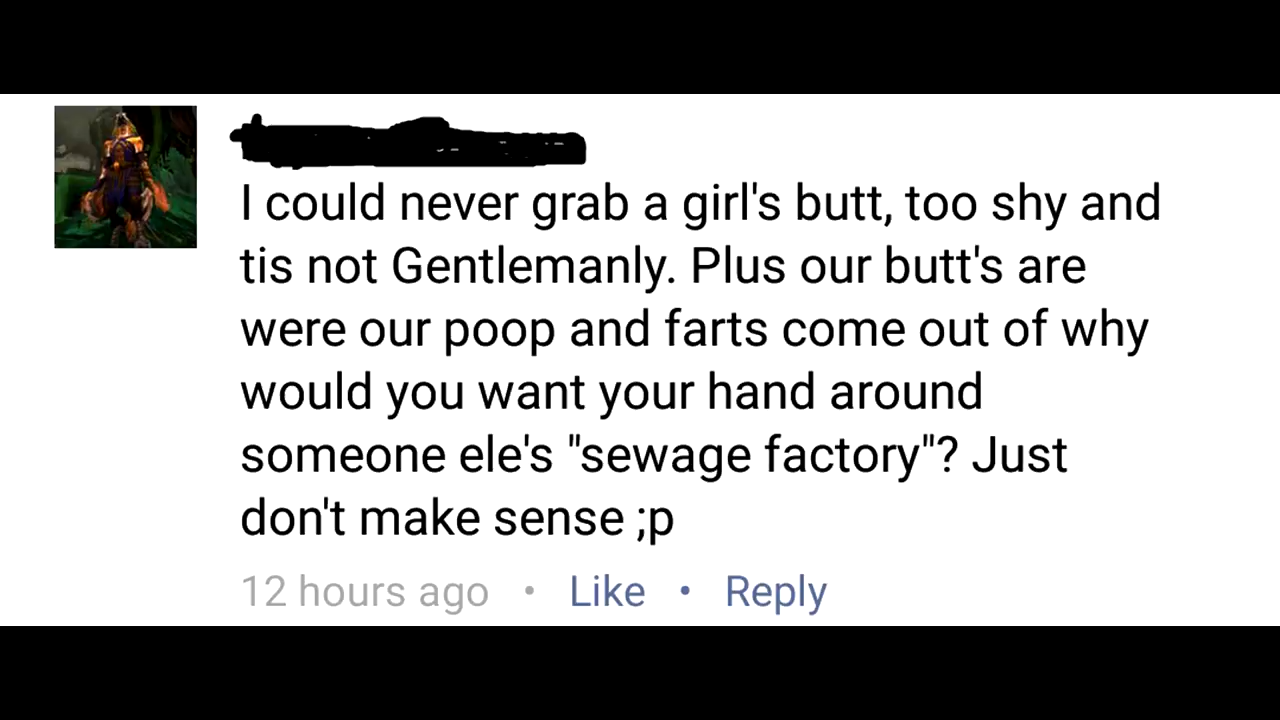 I could never grab a girl's butt, too shy and
tis not Gentlemanly. Plus our butt's are
were our poop and farts come out of why
would you want your hand around
someone ele's "sewage factory"? Just
don't make sense ;p
12 hours ago • Like • Reply